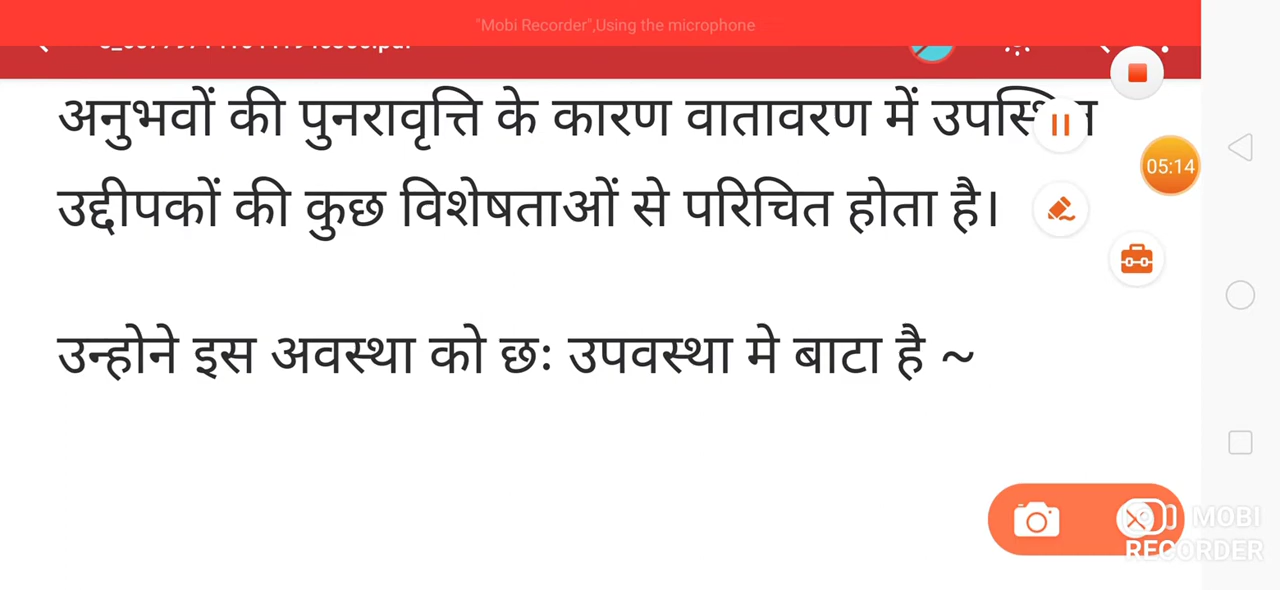 "Mobi Recorder",Using the microphone
अनुभवों की पुनरावृत्ति के कारण वातावरण में
उद्दीपकों की कुछ विशेषताओं से परिचित होता है।
05:14
उन्होने इस अवस्था को छः उपवस्था मे बाटा है ~
MOBI
RECORDER